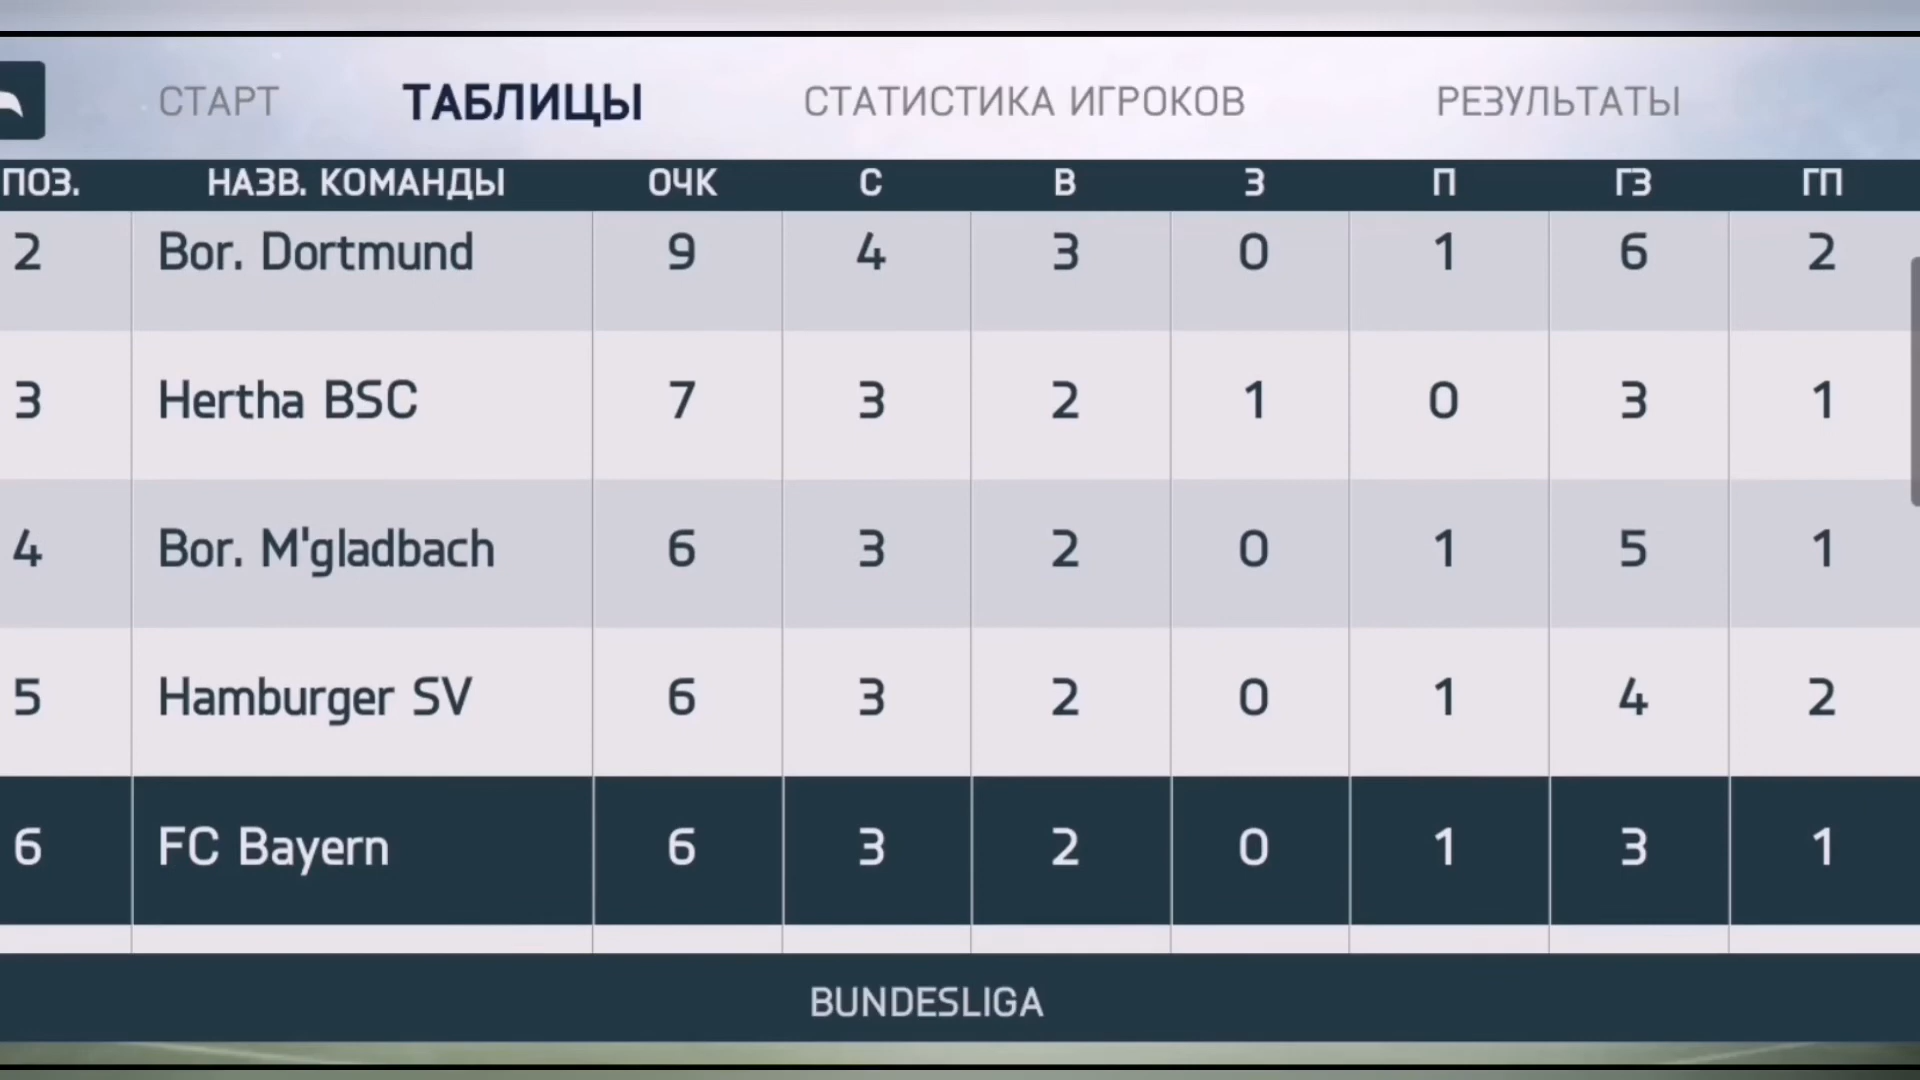 СТАРТ ТАБЛИЦЫ СТАТИСТИКА ИГРОКОВ РЕЗУЛЬТАТЫ
ПОЗ. НАЗВ. КОМАНДЫ ОЧК С В З П ГЗ ГП
2 Bor. Dortmund 9 4 3 0 1 6 2
3 Hertha BSC 7 3 2 1 0 3 1
4 Bor. M'gladbach 6 3 2 0 1 5 1
5 Hamburger SV 6 3 2 0 1 4 2
6 FC Bayern 6 3 2 0 1 3 1
BUNDESLIGA